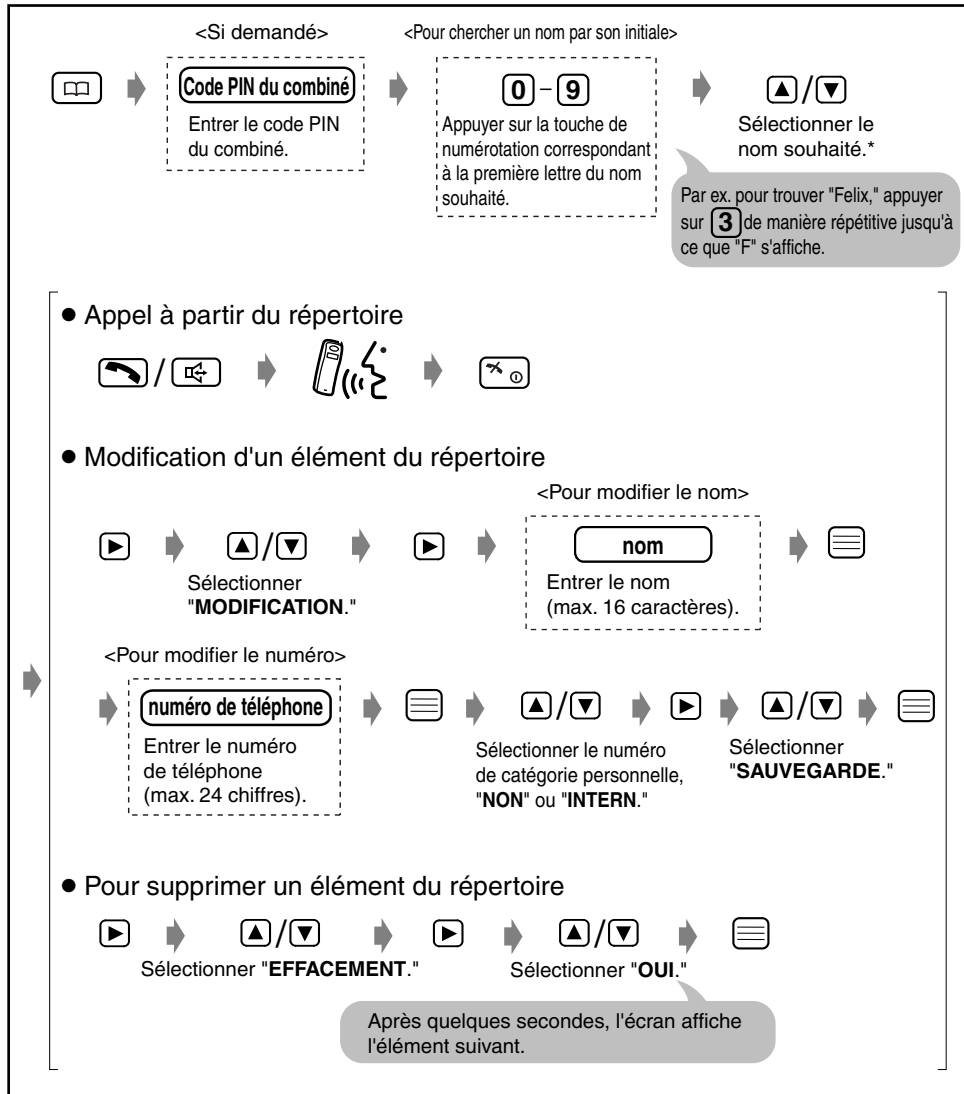 <Si demandé>
<Pour chercher un nom par son initiale>
Code PIN du combiné
0 - 9
/
Entrer le code PIN
du combiné.
Appuyer sur la touche de
numérotation correspondant
à la première lettre du nom
souhaité.
Sélectionner le
nom souhaité.*
Par ex. pour trouver "Felix," appuyer
sur 3 de manière répétitive jusqu'à
ce que "F" s'affiche.
● Appel à partir du répertoire
/
● Modification d'un élément du répertoire
<Pour modifier le nom>
/
nom
Sélectionner
"MODIFICATION."
Entrer le nom
(max. 16 caractères).
<Pour modifier le numéro>
numéro de téléphone
/
/
Entrer le numéro
de téléphone
(max. 24 chiffres).
Sélectionner le numéro
de catégorie personnelle,
"NON" ou "INTERN."
Sélectionner
"SAUVEGARDE."
● Pour supprimer un élément du répertoire
/
/
Sélectionner "EFFACEMENT."
Sélectionner "OUI."
Après quelques secondes, l'écran affiche
l'élément suivant.